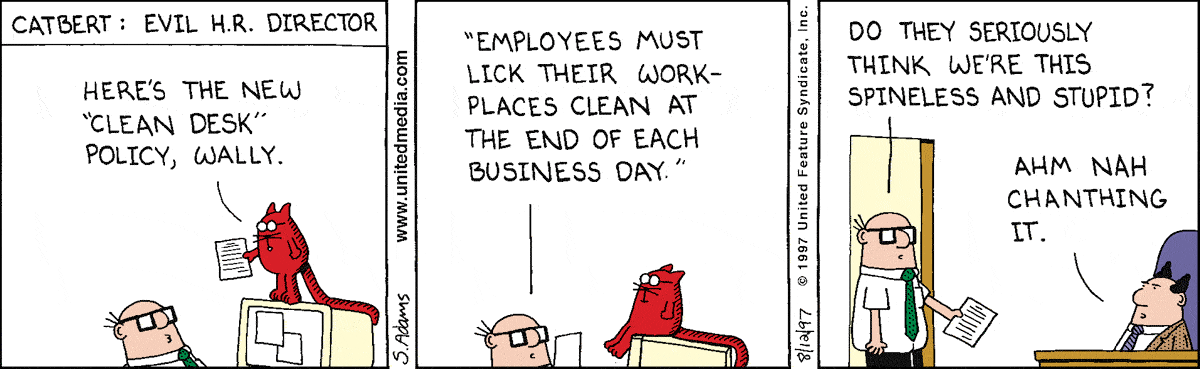 CATBERT: EVIL H.R. DIRECTOR
HERE'S THE NEW
"CLEAN DESK"
POLICY, WALLY.
www.unitedmedia.com
S.Adams
"EMPLOYEES MUST
LICK THEIR WORK-
PLACES CLEAN AT
THE END OF EACH
BUSINESS DAY."
8/12/97 © 1997 United Feature Syndicate, Inc.
DO THEY SERIOUSLY
THINK WE'RE THIS
SPINELESS AND STUPID?
AHM NAH
CHANTHING
IT.